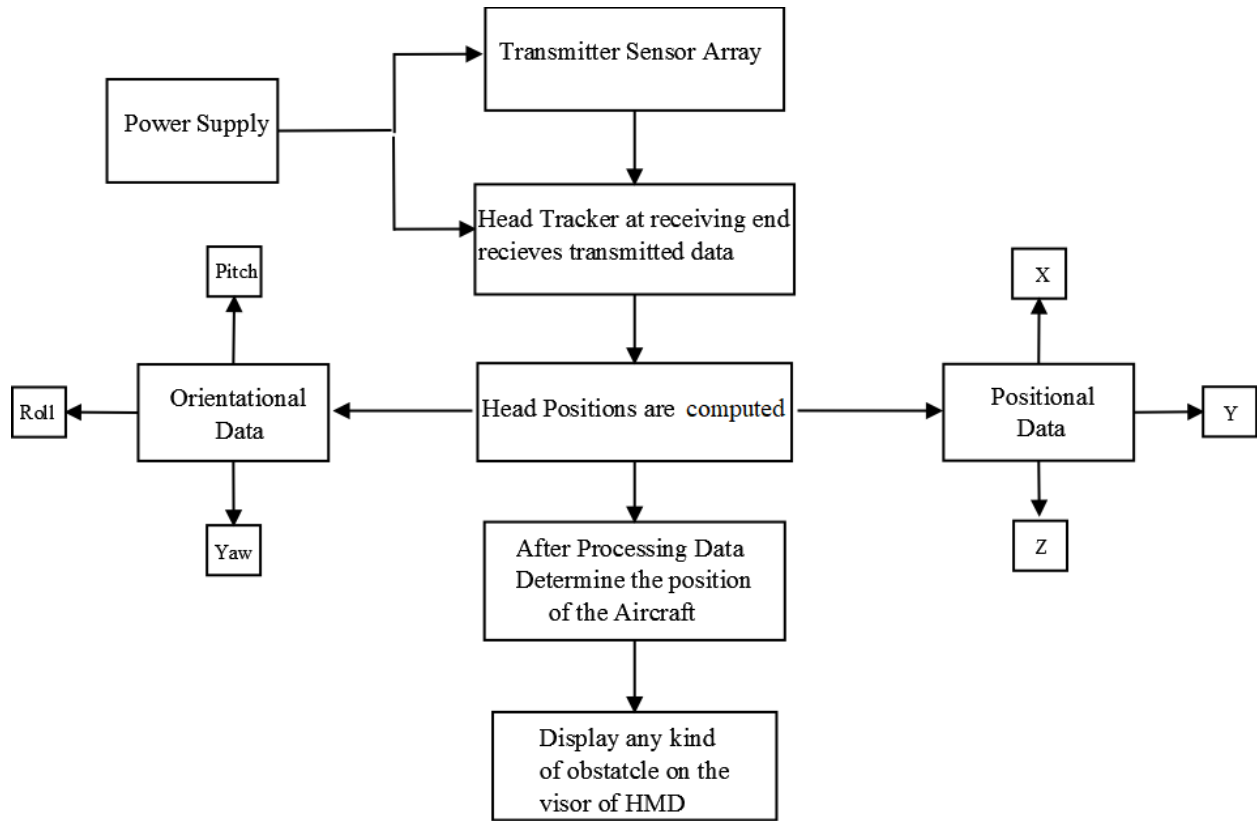 Transmitter Sensor Array
Power Supply
Head Tracker at receiving end
recieves transmitted data
Pitch
X
Orientational
Data
Roll
Head Positions are computed
Positional
Data
Y
Yaw
Z
After Processing Data
Determine the position
of the Aircraft
Display any kind
of obstatcle on the
visor of HMD